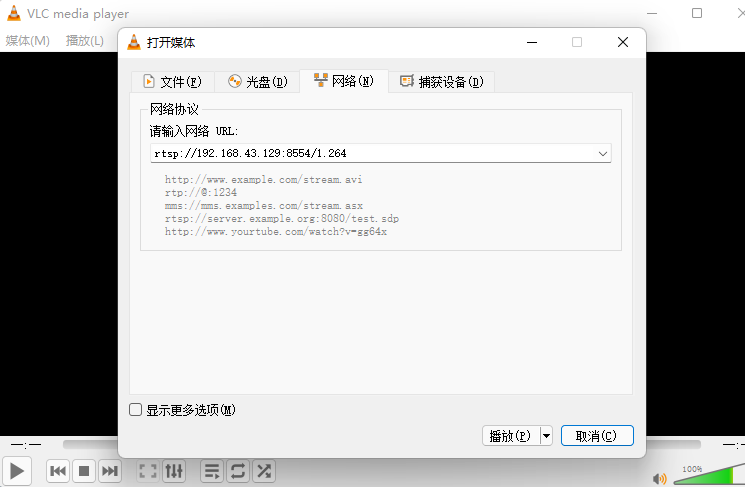 VLC media player
媒体(M) 播放(L)
打开媒体
文件(F) 光盘(D) 网络(N) 捕获设备(D)
网络协议
请输入网络 URL:
rtsp://192.168.43.129:8554/1.264
http://www.example.com/stream.avi
rtp://@:1234
mms://mms.examples.com/stream.asx
rtsp://server.example.org:8080/test.sdp
http://www.yourtube.com/watch?v=gg64x
显示更多选项(M)
播放(P) 取消(C)
--:-- --:--
100%